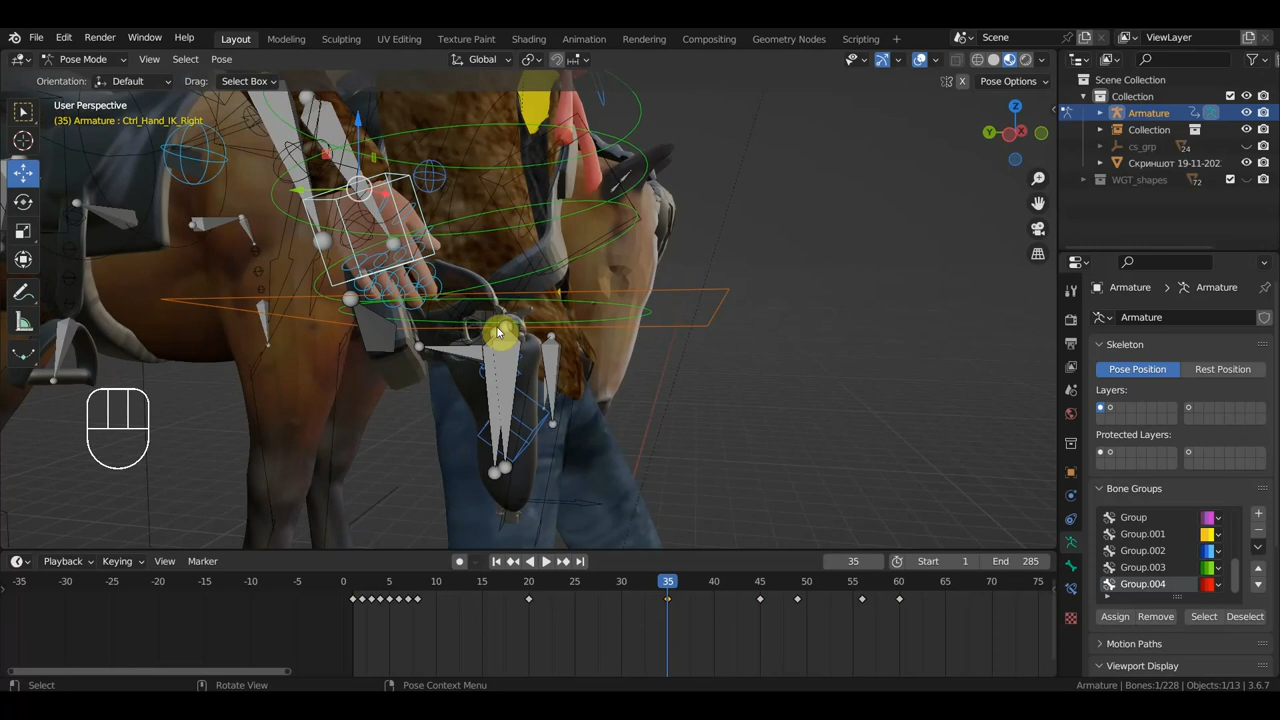 File Edit Render Window Help Layout Modeling Sculpting UV Editing Texture Paint Shading Animation Rendering Compositing Geometry Nodes Scripting + Scene ViewLayer
Pose Mode View Select Pose Global
Orientation: Default Drag: Select Box X Pose Options
User Perspective
(35) Armature : Ctrl_Hand_IK_Right
Z
Y
X
Scene Collection
Collection
Armature
Collection
cs_grp 24
Скриншот 19-11-202.
WGT_shapes 72
Armature Armature
Armature
Skeleton
Pose Position Rest Position
Layers:
Protected Layers:
Bone Groups
Group
Group.001
Group.002
Group.003
Group.004
Assign Remove Select Deselect
Motion Paths
Viewport Display
Playback Keying View Marker 35 Start 1 End 285
-35 -30 -25 -20 -15 -10 -5 0 5 10 15 20 25 30 35 40 45 50 55 60 65 70 75
Select Rotate View Pose Context Menu Armature | Bones:1/228 | Objects:1/13 | 3.6.7